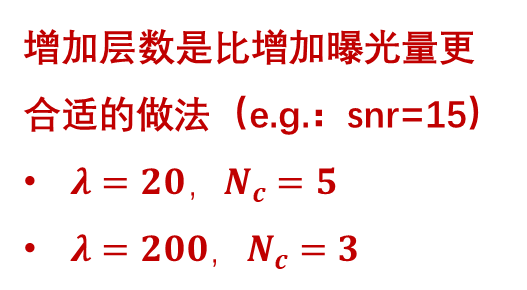 增加层数是比增加曝光量更
合适的做法（e.g.：snr=15）
• λ = 20，N_c = 5
• λ = 200，N_c = 3